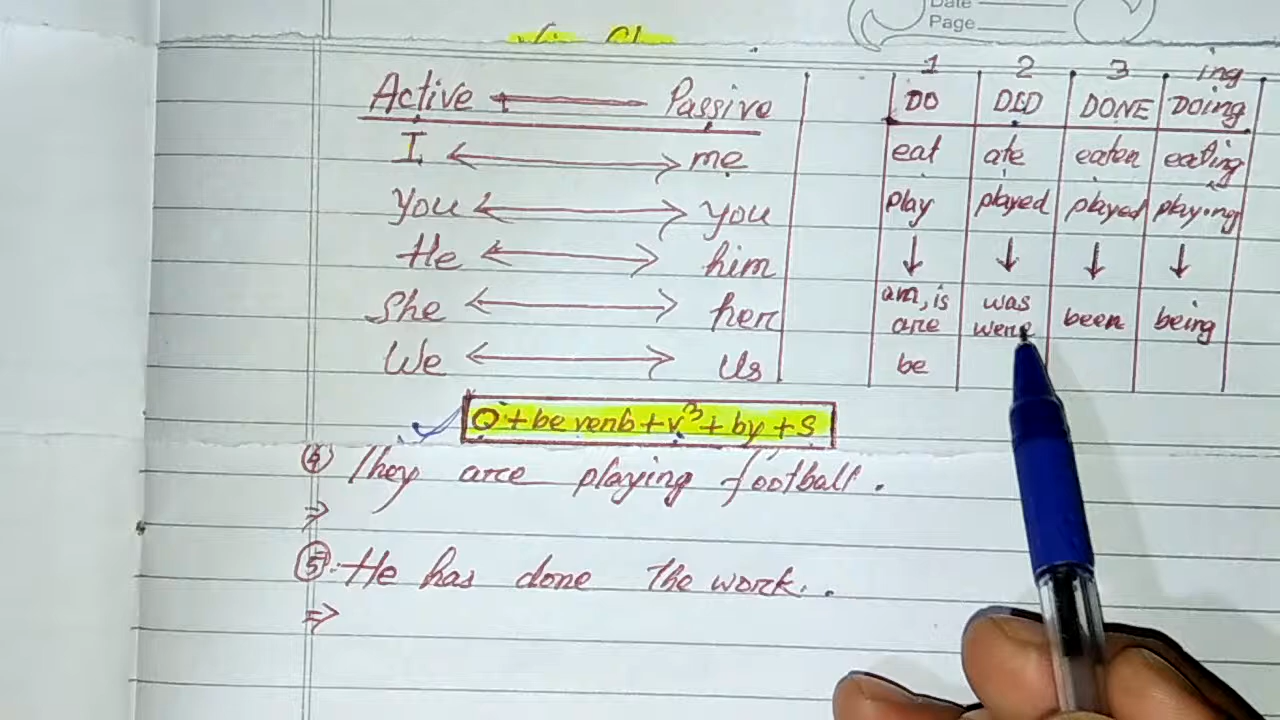 Date
Page
Active Passive
I me
You you
He him
She her
We Us
1 2 3 ing
DO DID DONE DOing
eat ate eaten eating
play played played playing
am, is are was were been being
be
O + be verb + v3 + by + S
④ They are playing football.
⇒
⑤ He has done the work.
⇒